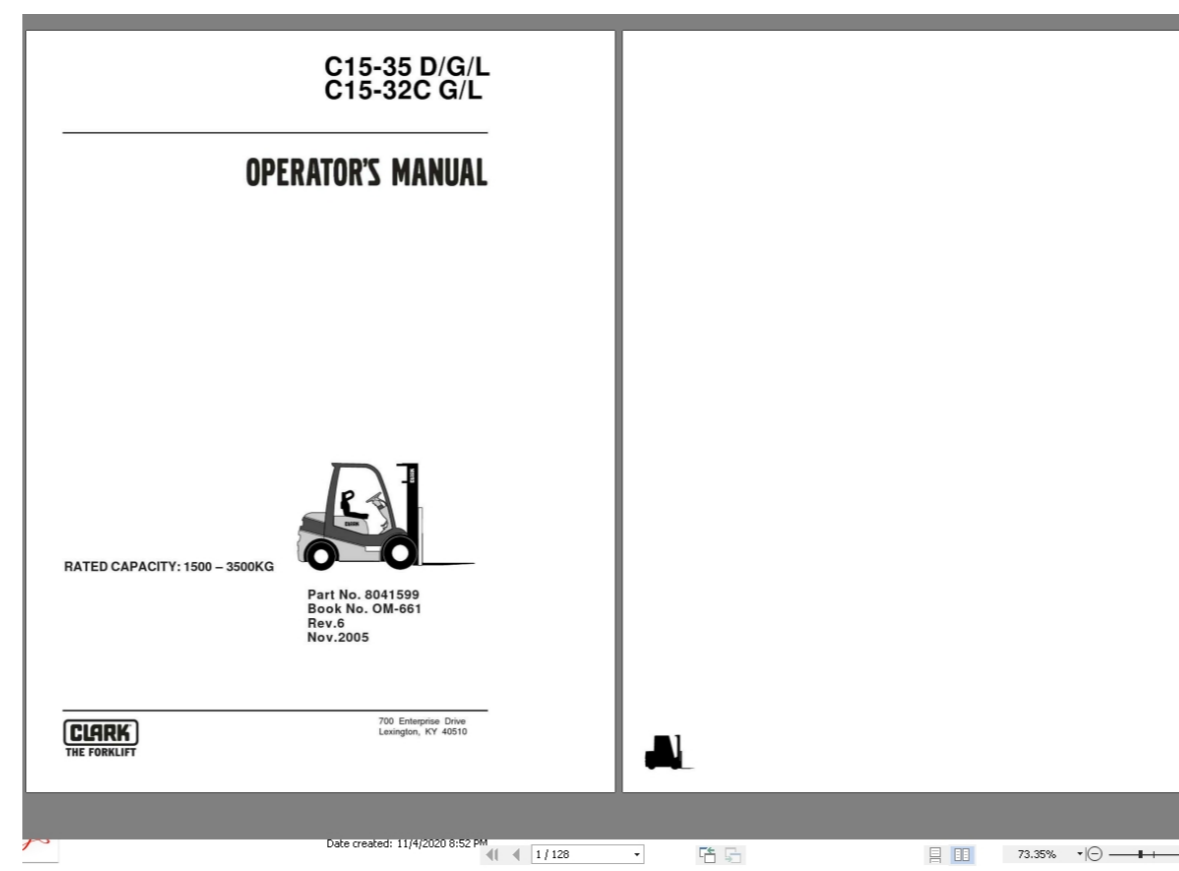 C15-35 D/G/L
C15-32C G/L
OPERATOR'S MANUAL
RATED CAPACITY: 1500 – 3500KG
Part No. 8041599
Book No. OM-661
Rev.6
Nov.2005
CLARK
THE FORKLIFT
700 Enterprise Drive
Lexington, KY 40510
Date created: 11/4/2020 8:52 PM
1 / 128
73.35%